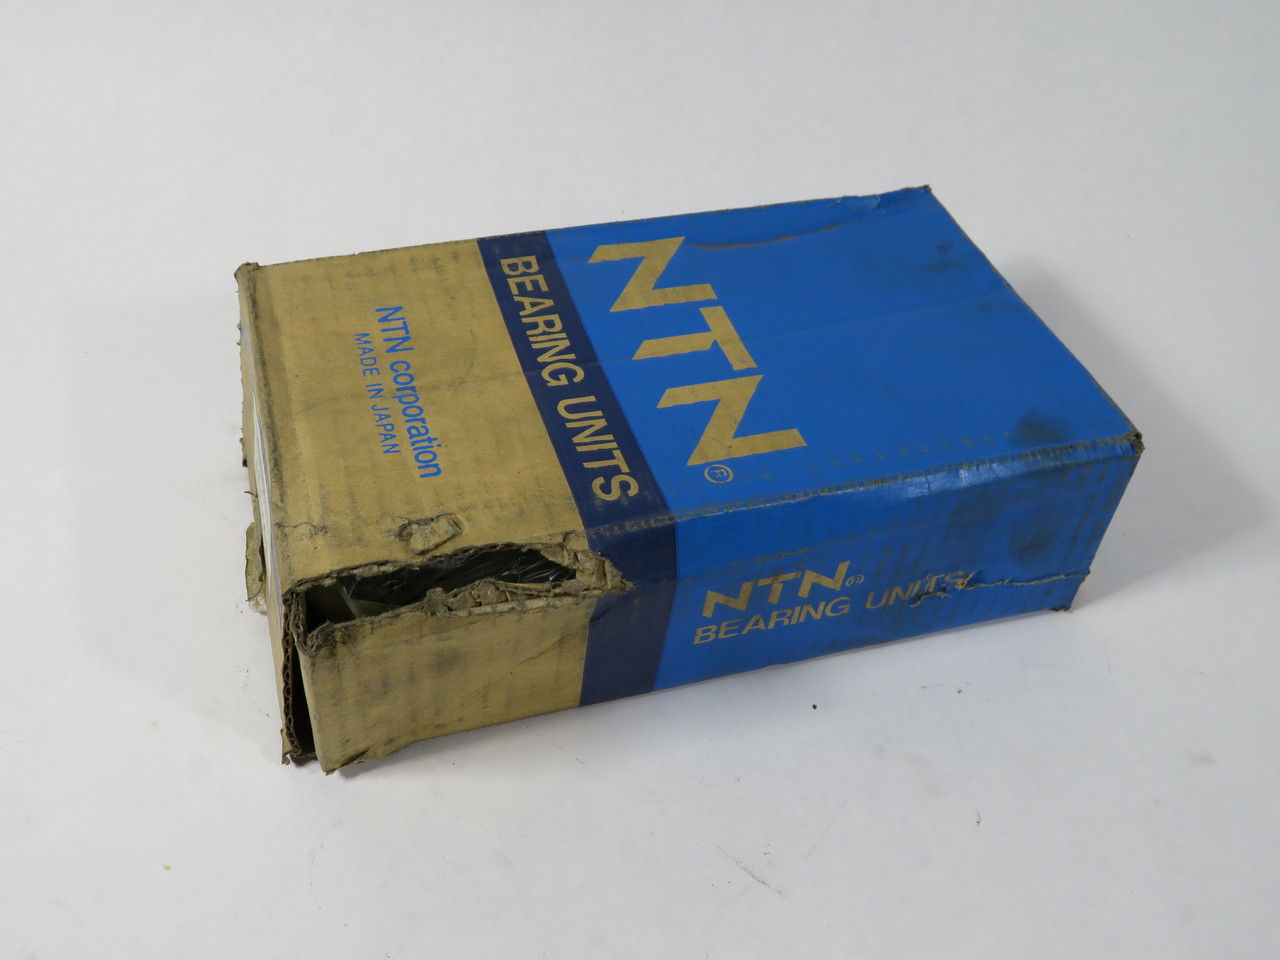 NTN®
BEARING UNITS
NTN corporation
MADE IN JAPAN
NTN®
BEARING UNITS